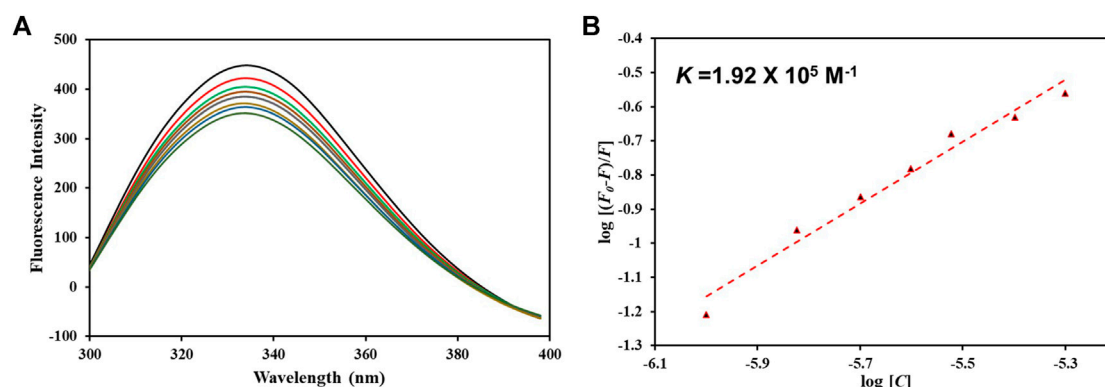 A
500
400
300
200
100
0
-100
300 320 340 360 380 400
Wavelength (nm)
Fluorescence Intensity
B
K =1.92 X 10⁵ M⁻¹
-0.4
-0.5
-0.6
-0.7
-0.8
-0.9
-1
-1.1
-1.2
-1.3
-6.1 -5.9 -5.7 -5.5 -5.3
log [C]
log [(F₀-F)/F]